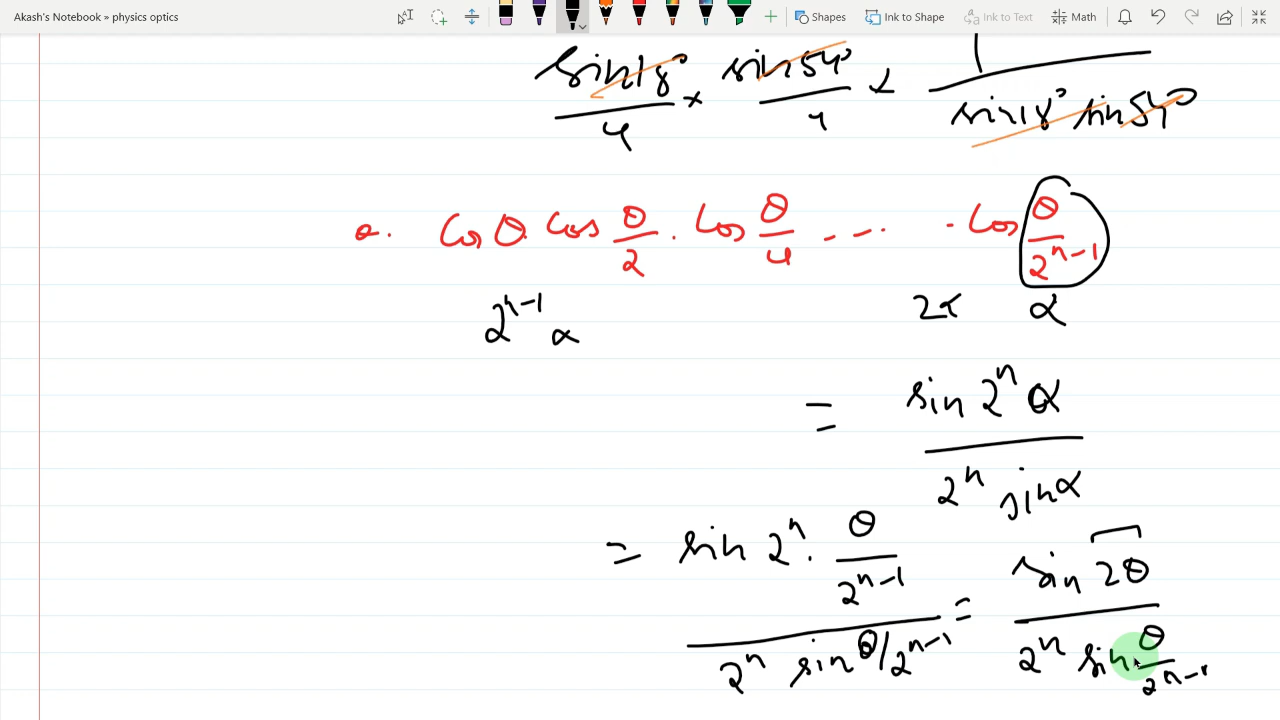 Akash's Notebook » physics optics Shapes Ink to Shape Ink to Text Math
sin18°/4 × sin54°/4 × 1/(sin18° sin54°)
Q. Cos θ. Cos θ/2 . Cos θ/4 - - - . Cos θ/2^(n-1)
2^(n-1) α 2α α
= sin 2^n α / 2^n sin α
= sin 2^n . θ/2^(n-1) / 2^n sin θ/2^(n-1) = sin 2θ / 2^n sin θ/2^(n-1)